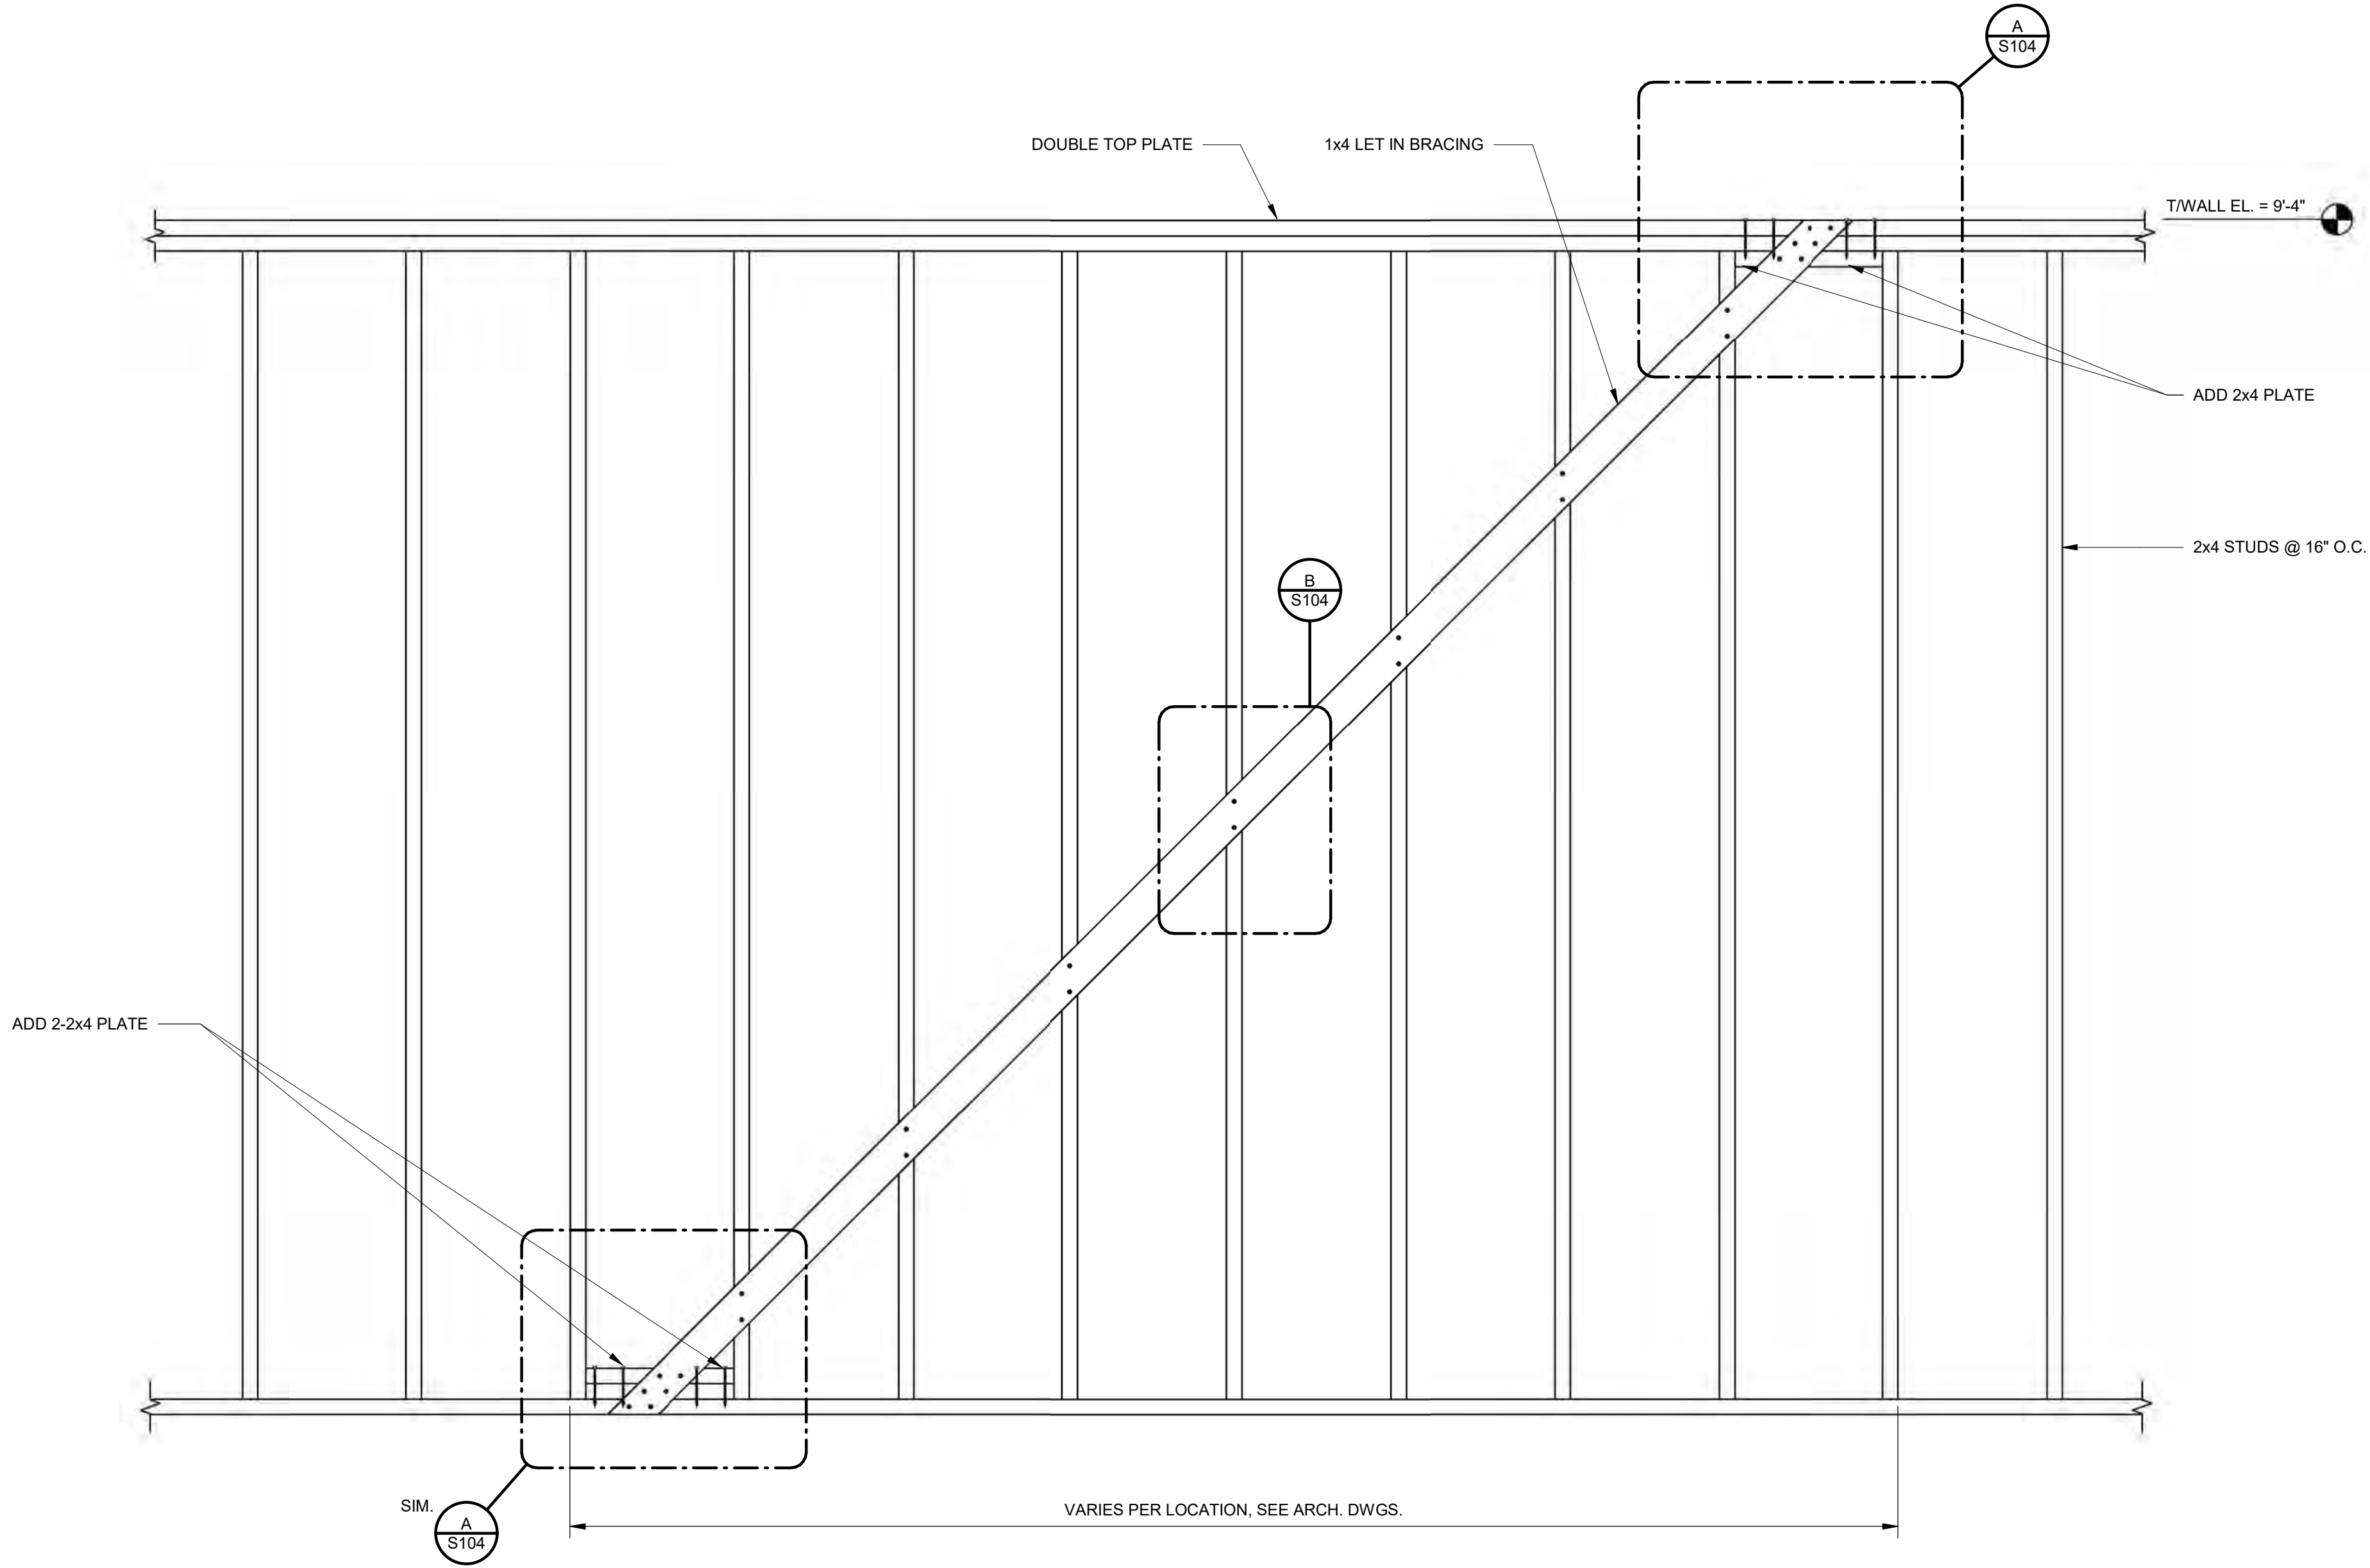 A
S104
DOUBLE TOP PLATE
1x4 LET IN BRACING
T/WALL EL. = 9'-4"
ADD 2x4 PLATE
2x4 STUDS @ 16" O.C.
B
S104
ADD 2-2x4 PLATE
SIM.
A
S104
VARIES PER LOCATION, SEE ARCH. DWGS.